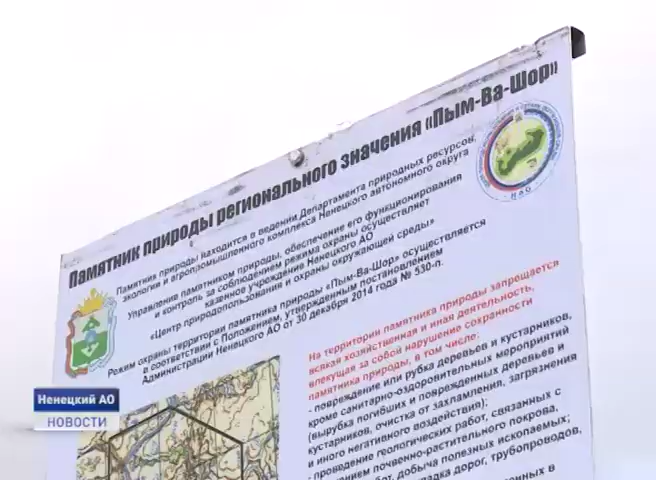 Памятник природы регионального значения «Пым-Ва-Шор»
Памятник природы находится в ведении Департамента природных ресурсов,
экологии и агропромышленного комплекса Ненецкого автономного округа
Управление памятником природы, обеспечение его функционирования
и контроль за соблюдением режима охраны осуществляет
казенное учреждение Ненецкого АО
«Центр природопользования и охраны окружающей среды»
Режим охраны территории памятника природы «Пым-Ва-Шор» осуществляется
в соответствии с Положением, утвержденным постановлением
Администрации Ненецкого АО от 30 декабря 2014 года № 530-п.
На территории памятника природы запрещается
всякая хозяйственная и иная деятельность,
влекущая за собой нарушение сохранности
памятника природы, в том числе:
- повреждение или рубка деревьев и кустарников,
кроме санитарно-оздоровительных мероприятий
(вырубка погибших и поврежденных деревьев и
кустарников, очистка от захламления, загрязнения
и иного негативного воздействия);
- проведение геологических работ, связанных с
почвенно-растительного покрова,
добыча полезных ископаемых;
дорог, трубопроводов,
в
НАО
Ненецкий АО
НОВОСТИ